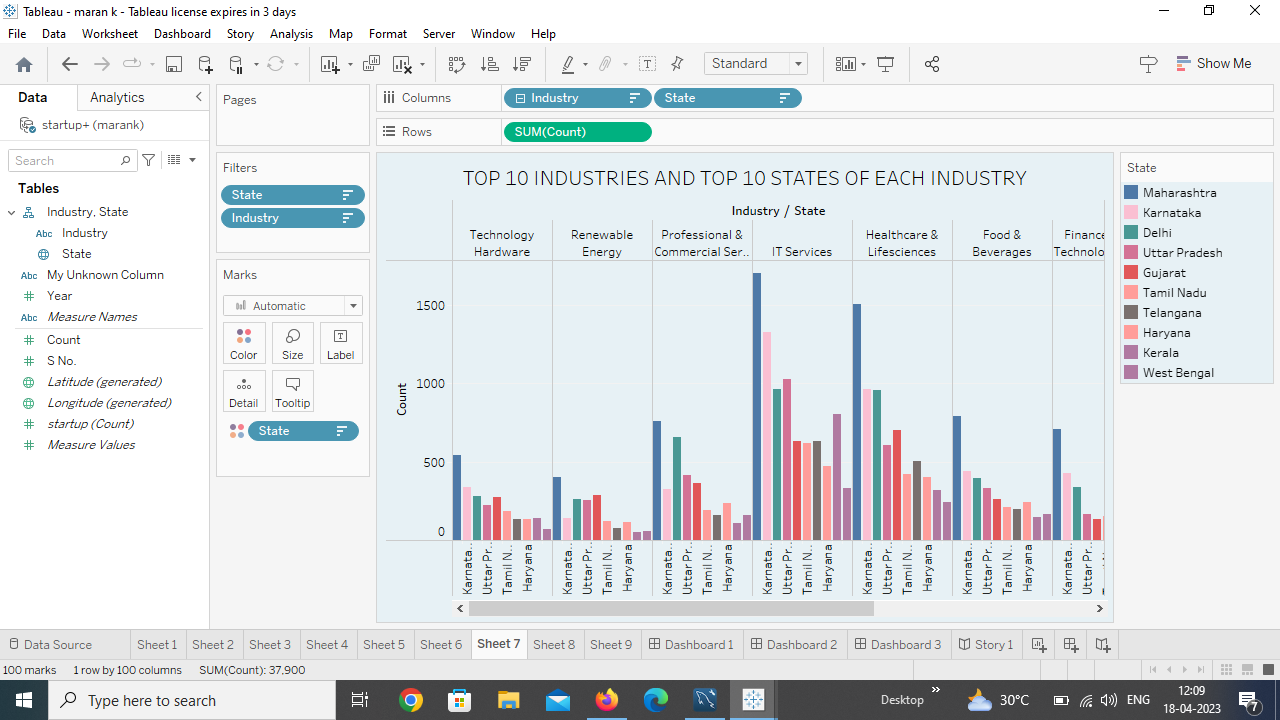 Tableau - maran k - Tableau license expires in 3 days
File Data Worksheet Dashboard Story Analysis Map Format Server Window Help
Standard
Show Me
Data Analytics
startup+ (marank)
Search
Tables
Industry, State
Abc Industry
State
Abc My Unknown Column
Year
Abc Measure Names
Count
S No.
Latitude (generated)
Longitude (generated)
startup (Count)
Measure Values
Pages
Filters
State
Industry
Marks
Automatic
Color Size Label
Detail Tooltip
State
Columns Industry State
Rows SUM(Count)
TOP 10 INDUSTRIES AND TOP 10 STATES OF EACH INDUSTRY
Industry / State
Technology Hardware
Renewable Energy
Professional & Commercial Ser..
IT Services
Healthcare & Lifesciences
Food & Beverages
Finance Technolo
Count
1500
1000
500
0
Karnata.. Uttar Pr.. Tamil N.. Haryana
Karnata.. Uttar Pr.. Tamil N.. Haryana
Karnata.. Uttar Pr.. Tamil N.. Haryana
Karnata.. Uttar Pr.. Tamil N.. Haryana
Karnata.. Uttar Pr.. Tamil N.. Haryana
Karnata.. Uttar Pr.. Tamil N.. Haryana
Karnata.. Uttar Pr..
State
Maharashtra
Karnataka
Delhi
Uttar Pradesh
Gujarat
Tamil Nadu
Telangana
Haryana
Kerala
West Bengal
Data Source Sheet 1 Sheet 2 Sheet 3 Sheet 4 Sheet 5 Sheet 6 Sheet 7 Sheet 8 Sheet 9 Dashboard 1 Dashboard 2 Dashboard 3 Story 1
100 marks 1 row by 100 columns SUM(Count): 37,900
Type here to search
Desktop
30°C
ENG
12:09
18-04-2023
7